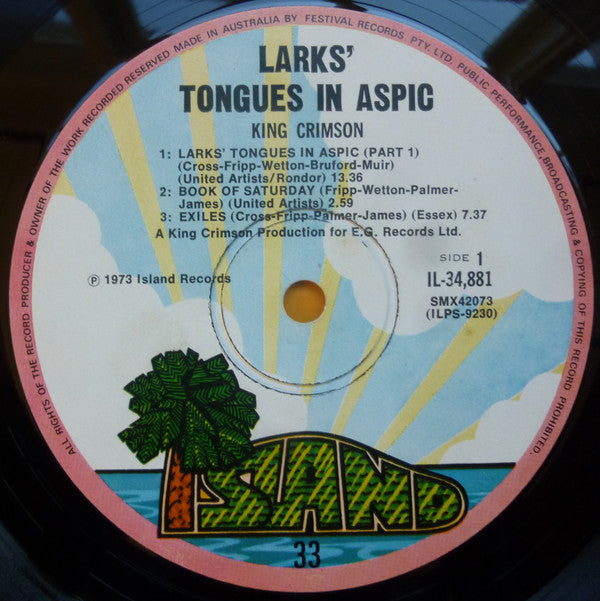 ALL RIGHTS OF THE RECORD PRODUCER & OWNER OF THE WORK RECORDED RESERVED MADE IN AUSTRALIA BY FESTIVAL RECORDS PTY. LTD. PUBLIC PERFORMANCE, BROADCASTING & COPYING OF THIS RECORD PROHIBITED.
LARKS'
TONGUES IN ASPIC
KING CRIMSON
1: LARKS' TONGUES IN ASPIC (PART 1)
(Cross-Fripp-Wetton-Bruford-Muir)
(United Artists/Rondor) 13.36
2: BOOK OF SATURDAY (Fripp-Wetton-Palmer-
James) (United Artists) 2.59
3: EXILES (Cross-Fripp-Palmer-James) (Essex) 7.37
A King Crimson Production for E.G. Records Ltd.
SIDE 1
℗ 1973 Island Records
IL-34,881
SMX42073
(ILPS-9230)
ISLAND
33